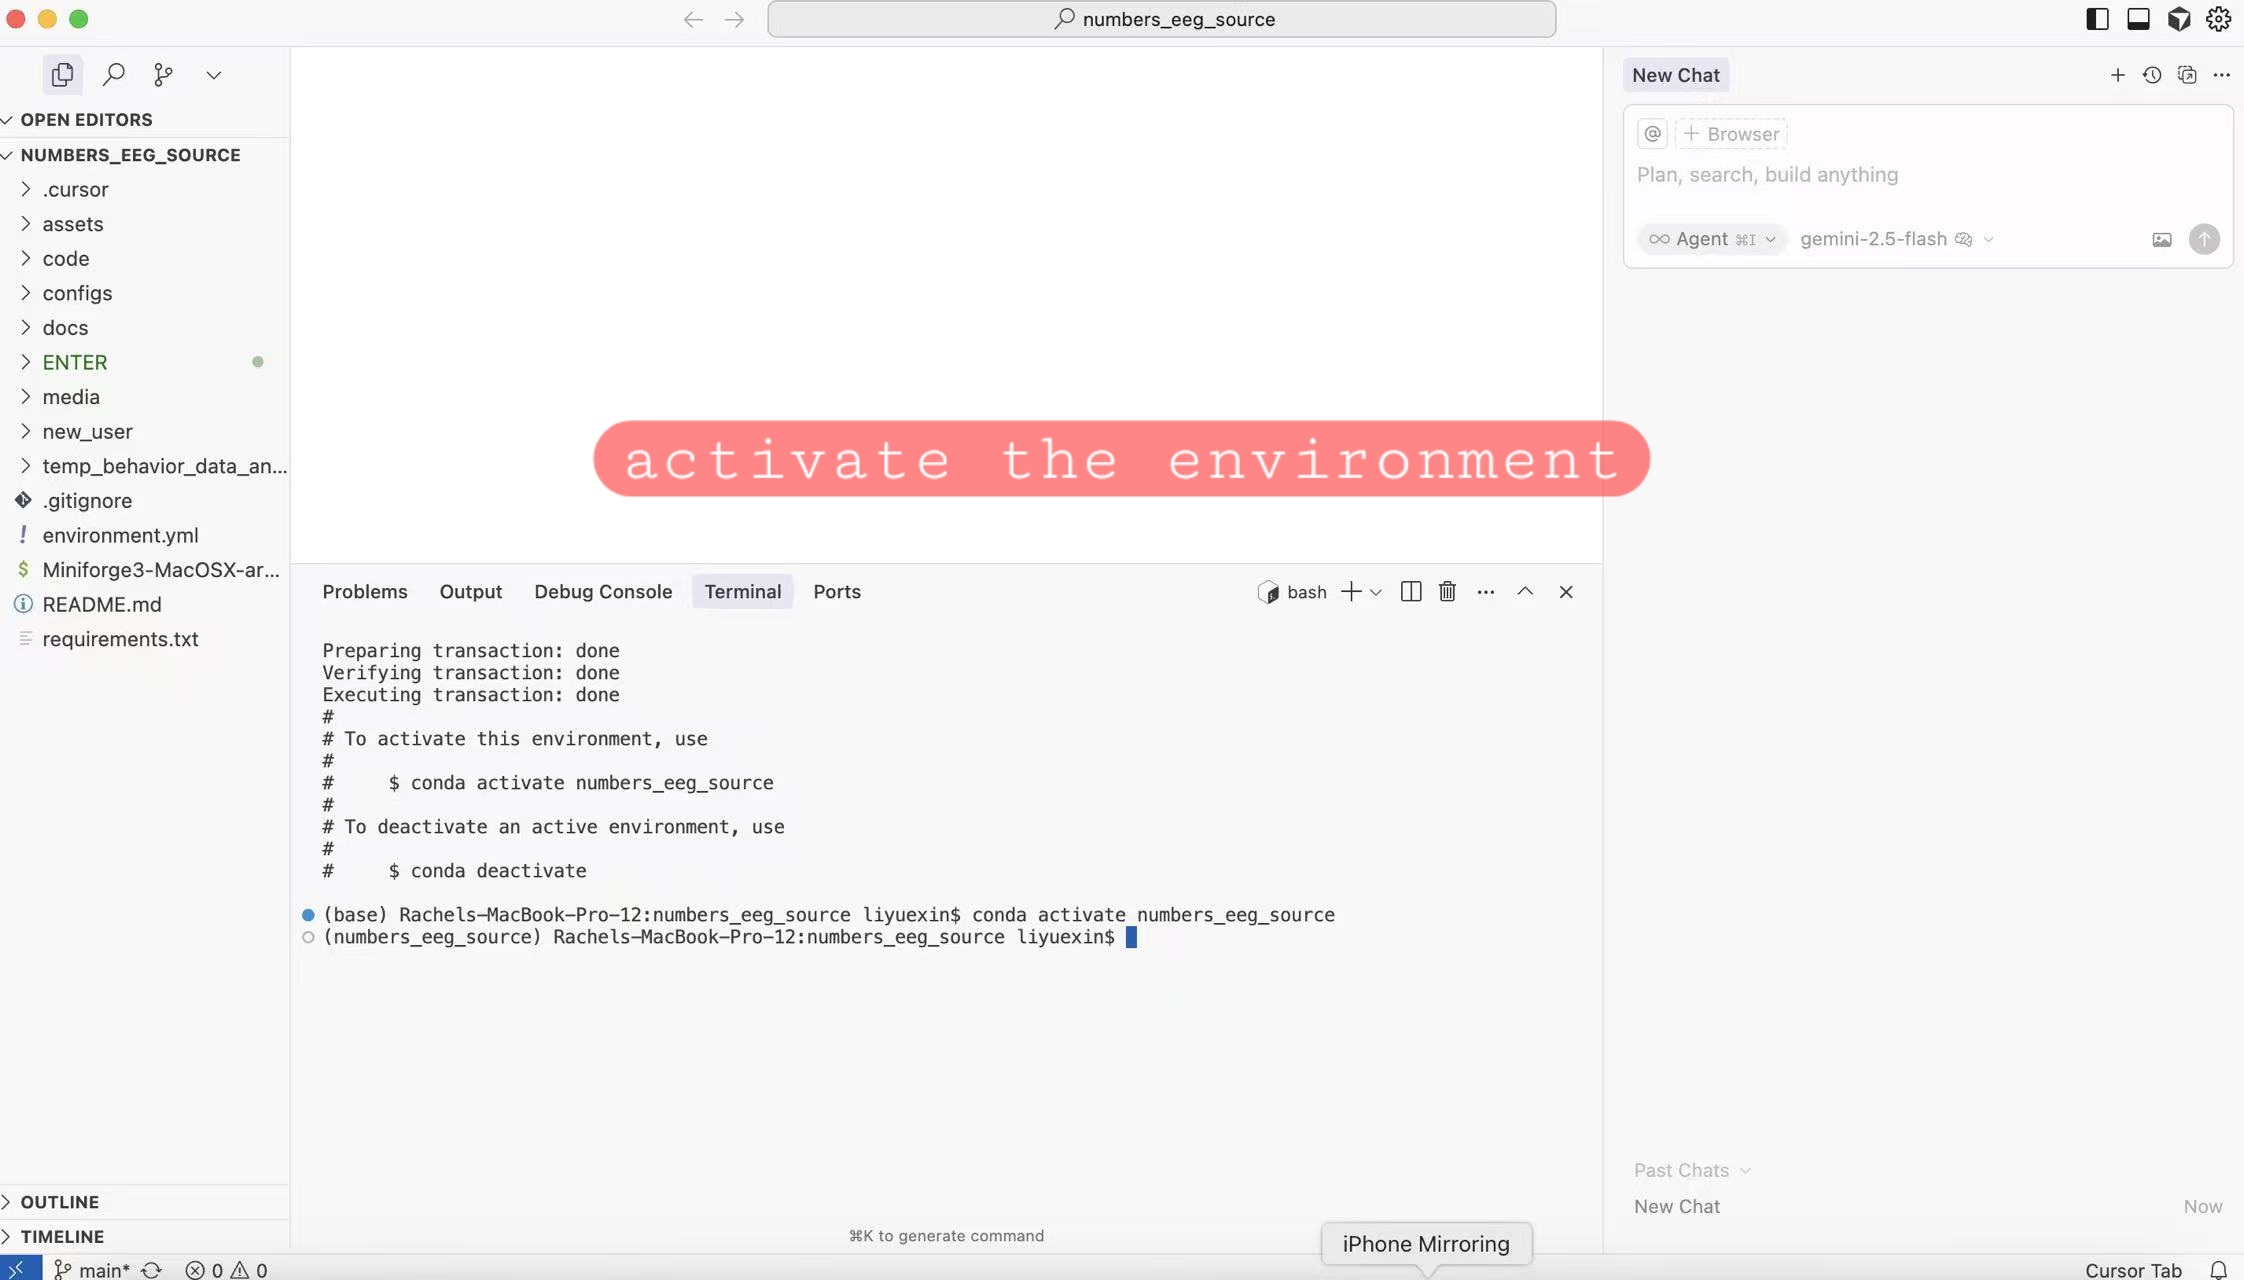 numbers_eeg_source
OPEN EDITORS
NUMBERS_EEG_SOURCE
.cursor
assets
code
configs
docs
ENTER
media
new_user
temp_behavior_data_an...
.gitignore
! environment.yml
$ Miniforge3-MacOSX-ar...
README.md
requirements.txt
OUTLINE
TIMELINE
activate the environment
Problems Output Debug Console Terminal Ports bash
Preparing transaction: done
Verifying transaction: done
Executing transaction: done
#
# To activate this environment, use
#
#     $ conda activate numbers_eeg_source
#
# To deactivate an active environment, use
#
#     $ conda deactivate
(base) Rachels-MacBook-Pro-12:numbers_eeg_source liyuexin$ conda activate numbers_eeg_source
(numbers_eeg_source) Rachels-MacBook-Pro-12:numbers_eeg_source liyuexin$
⌘K to generate command
New Chat
@ + Browser
Plan, search, build anything
∞ Agent ⌘I gemini-2.5-flash
Past Chats
New Chat Now
iPhone Mirroring
main* 0 0 Cursor Tab